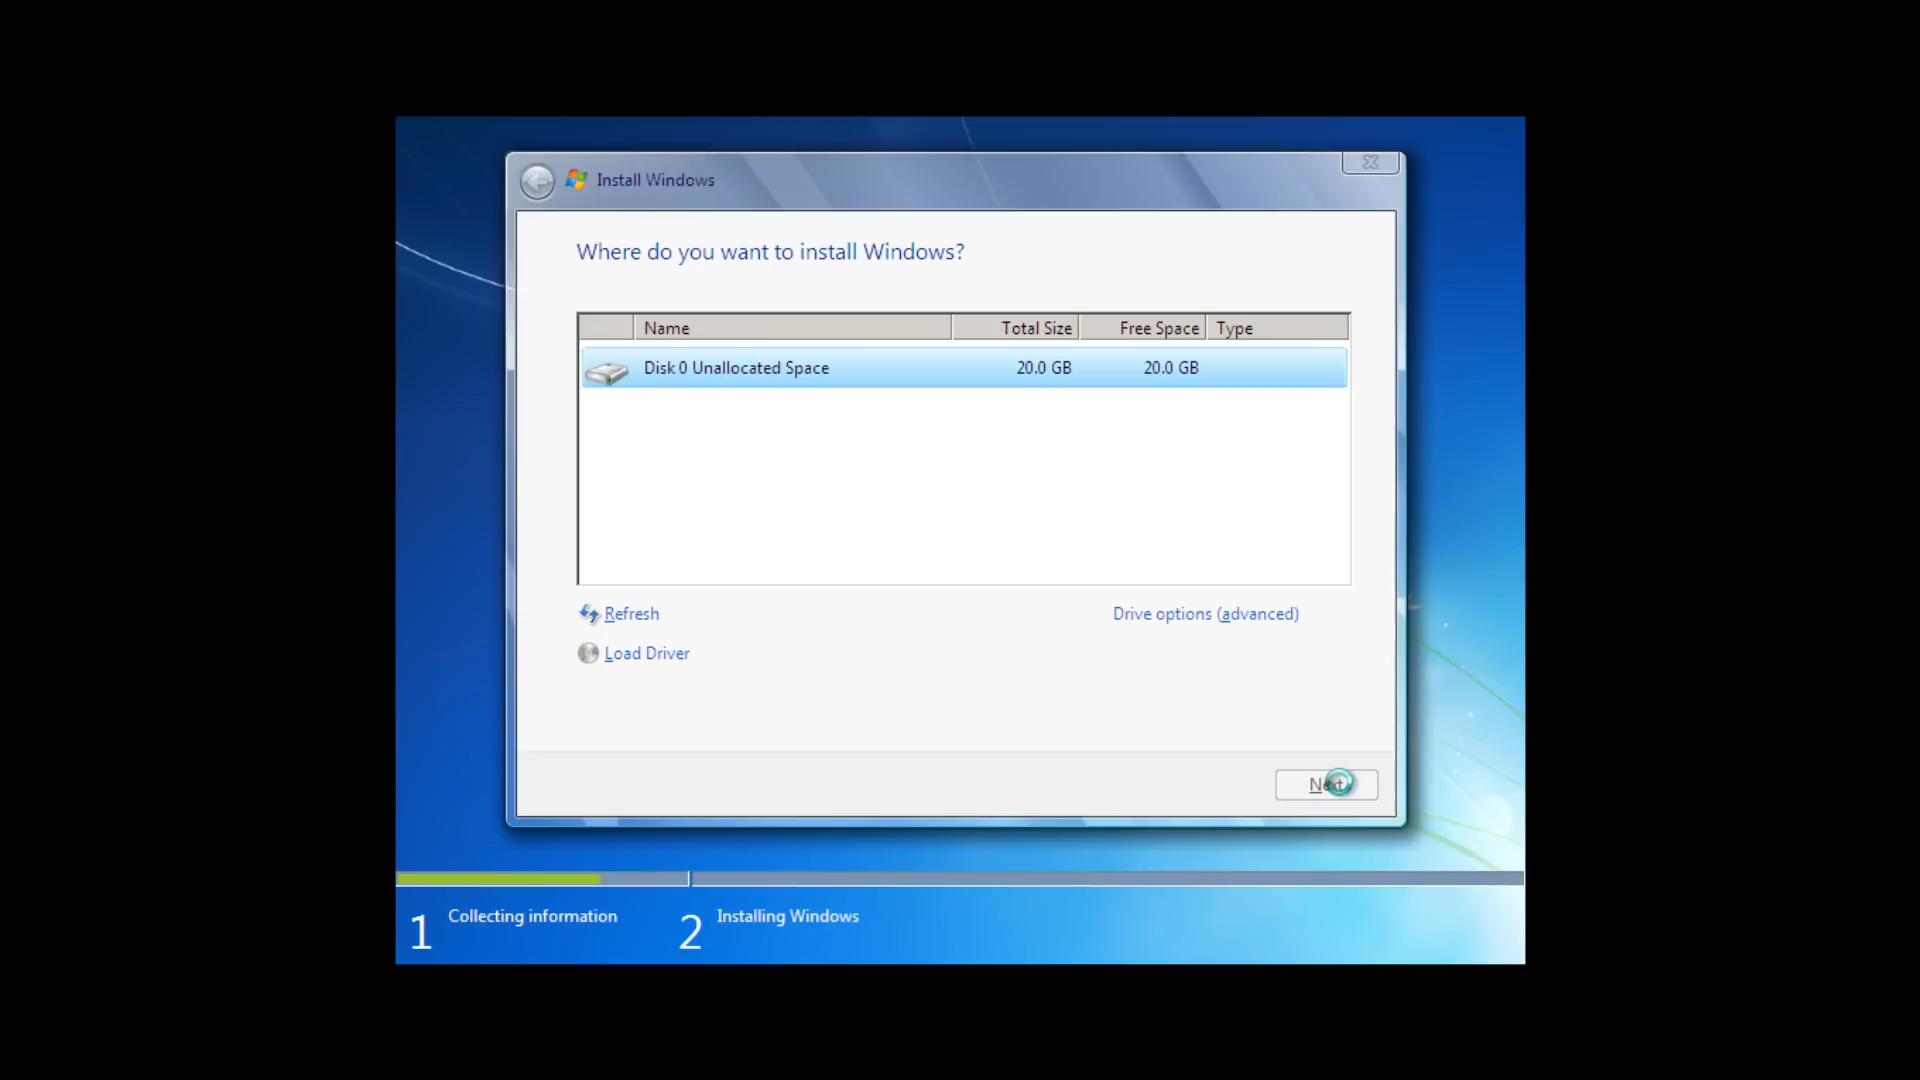 Install Windows
Where do you want to install Windows?
Name Total Size Free Space Type
Disk 0 Unallocated Space 20.0 GB 20.0 GB
Refresh Drive options (advanced)
Load Driver
Next
1 Collecting information 2 Installing Windows